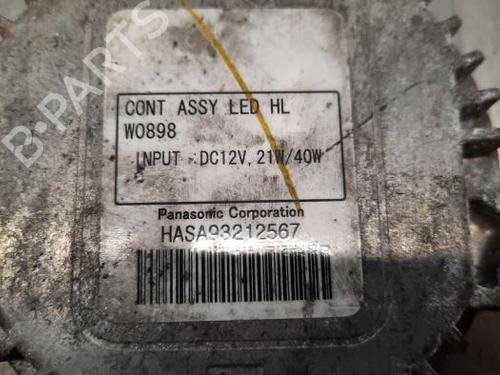 B-PARTS
CONT ASSY LED HL
W0898
INPUT :DC12V, 21W/40W
Panasonic Corporation
HASA93212567